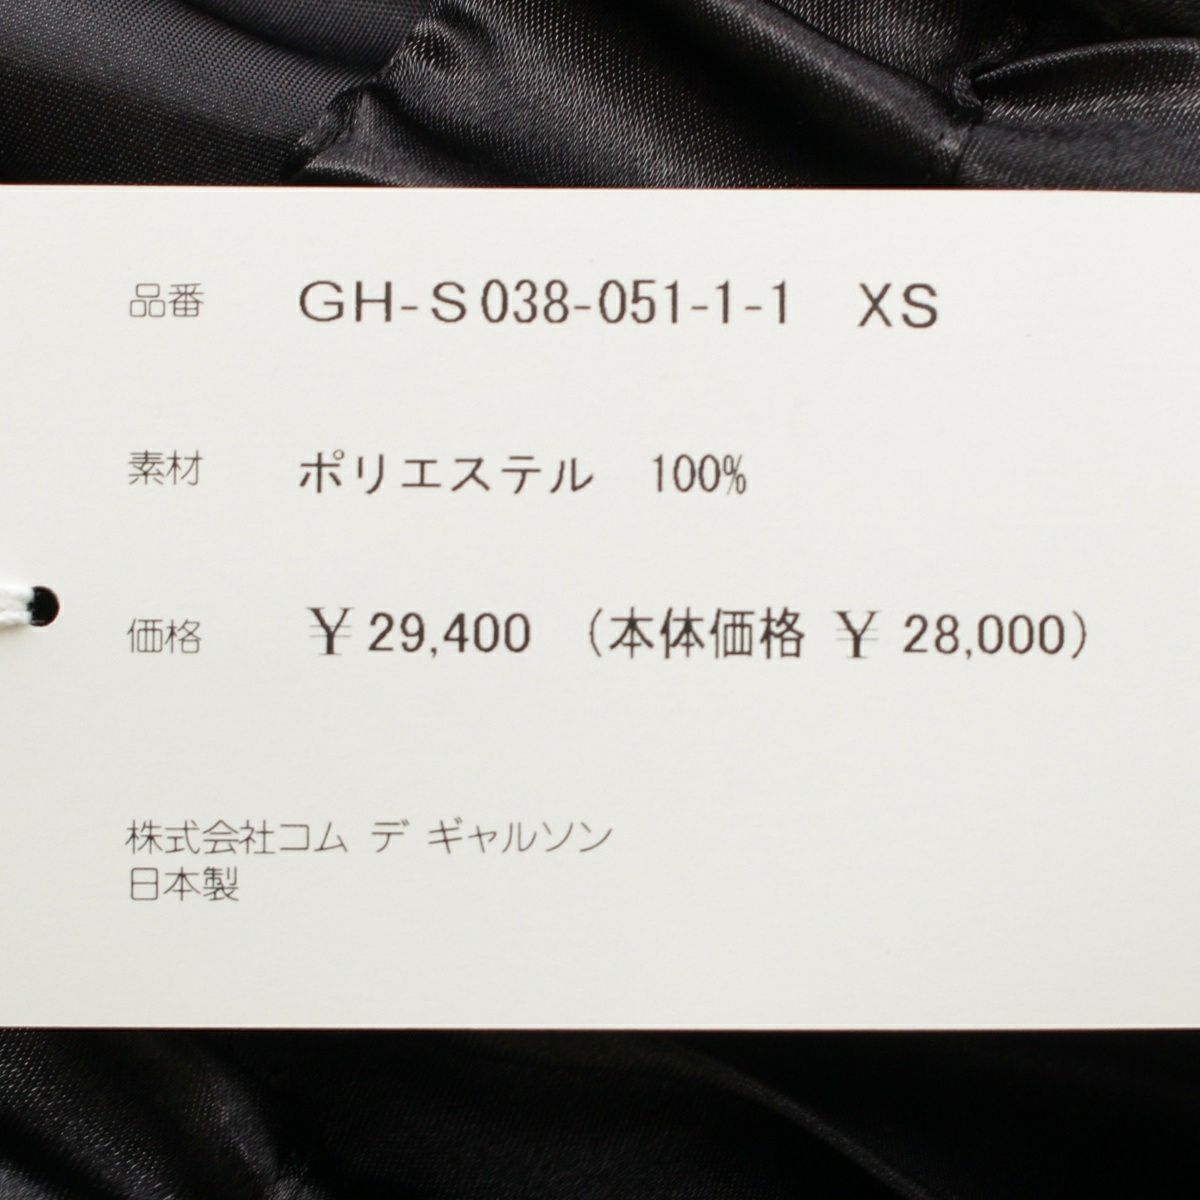 品番 GH-S038-051-1-1 XS
素材 ポリエステル 100%
価格 ¥29,400 (本体価格 ¥ 28,000)
株式会社コム デ ギャルソン
日本製